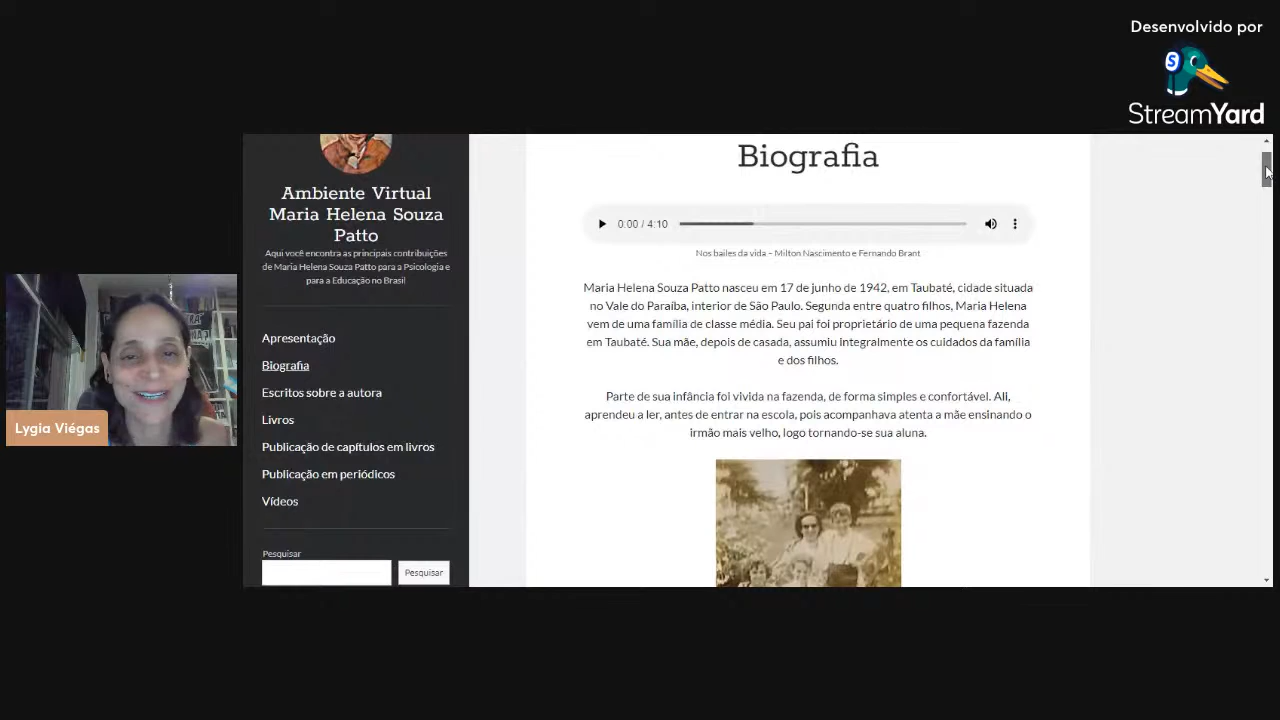 Desenvolvido por
S
StreamYard
Lygia Viégas
Ambiente Virtual
Maria Helena Souza
Patto
Aqui você encontra as principais contribuições
de Maria Helena Souza Patto para a Psicologia e
para a Educação no Brasil
Apresentação
Biografia
Escritos sobre a autora
Livros
Publicação de capítulos em livros
Publicação em periódicos
Vídeos
Pesquisar
Pesquisar
Biografia
0:00 / 4:10
Nos bailes da vida – Milton Nascimento e Fernando Brant
Maria Helena Souza Patto nasceu em 17 de junho de 1942, em Taubaté, cidade situada
no Vale do Paraíba, interior de São Paulo. Segunda entre quatro filhos, Maria Helena
vem de uma família de classe média. Seu pai foi proprietário de uma pequena fazenda
em Taubaté. Sua mãe, depois de casada, assumiu integralmente os cuidados da família
e dos filhos.
Parte de sua infância foi vivida na fazenda, de forma simples e confortável. Ali,
aprendeu a ler, antes de entrar na escola, pois acompanhava atenta a mãe ensinando o
irmão mais velho, logo tornando-se sua aluna.